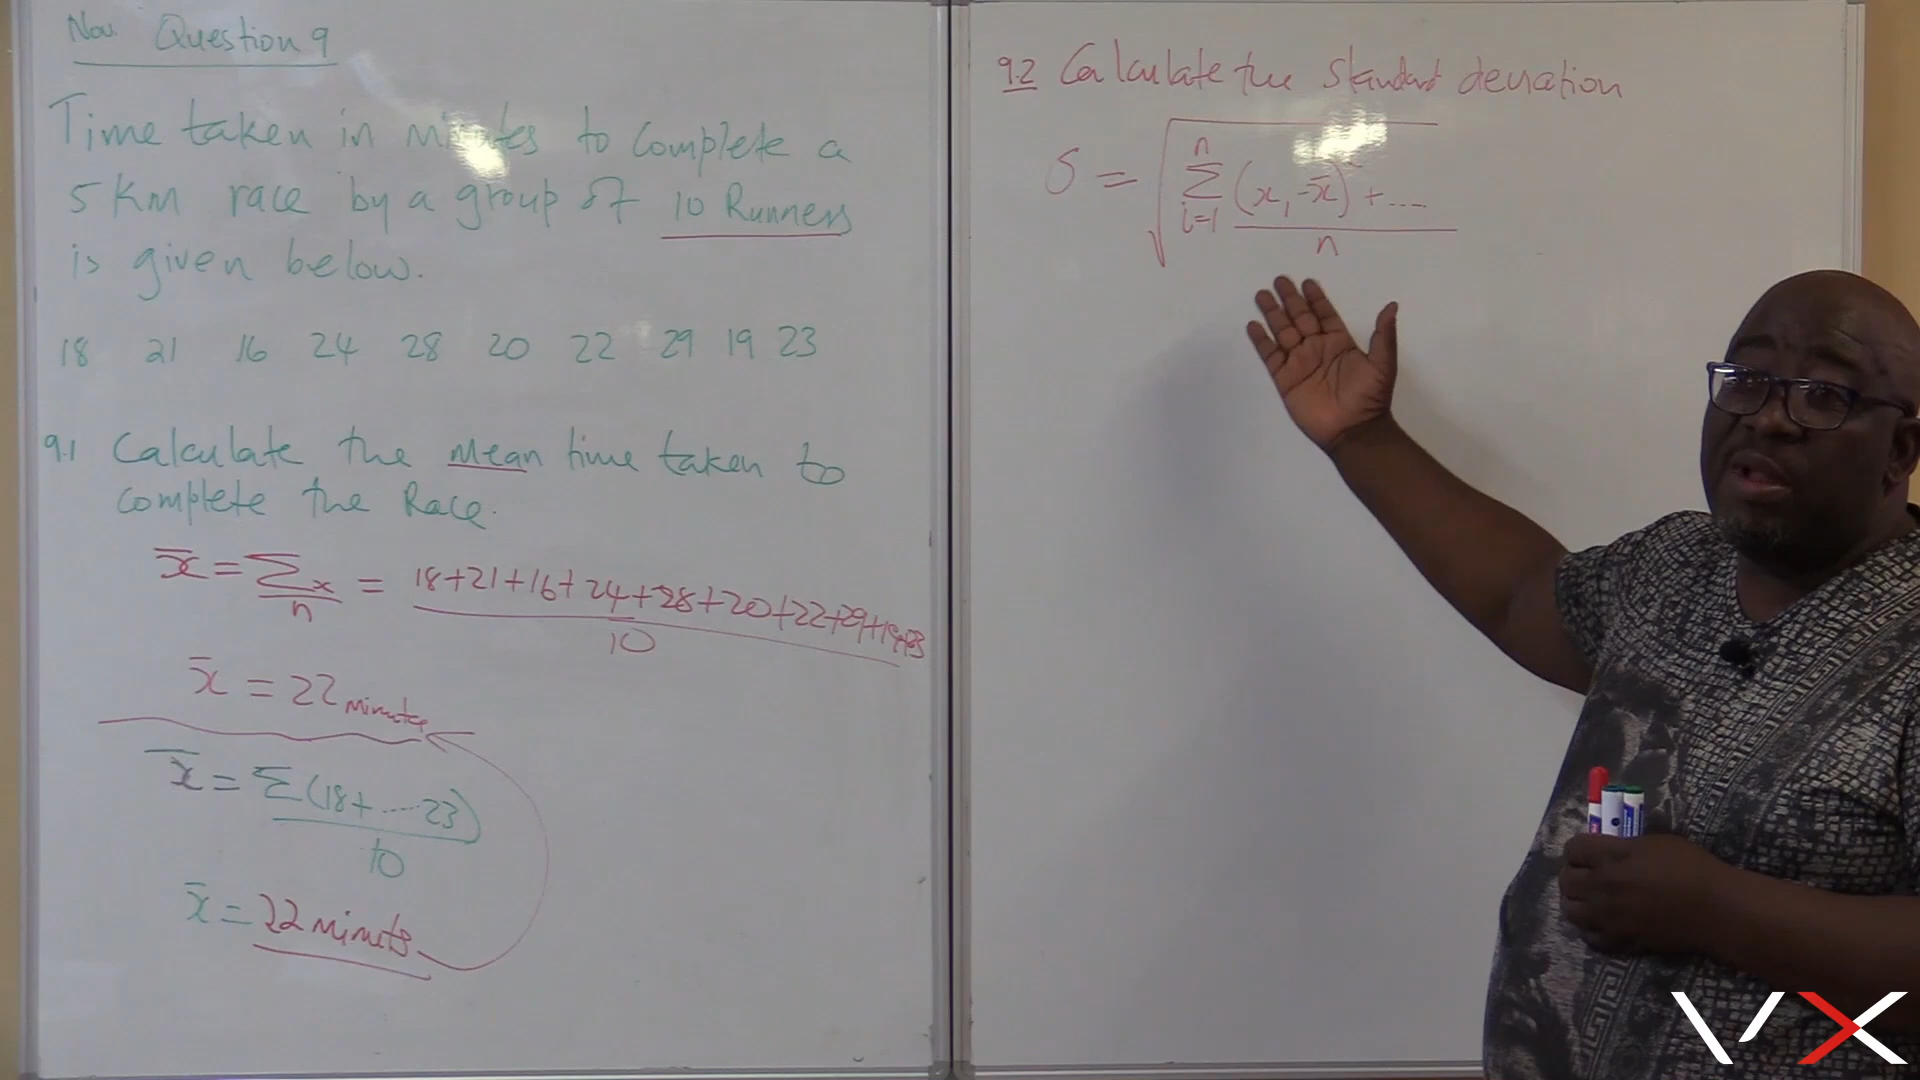 Nov. Question 9
Time taken in minutes to complete a
5 km race by a group of 10 Runners
is given below.
18 21 16 24 28 20 22 29 19 23
9.1 Calculate the mean time taken to
complete the Race.
x̄ = Σx/n = 18+21+16+24+28+20+22+29+19+23/10
x̄ = 22 minutes
x̄ = Σ(18+....23)/10
x̄ = 22 minuts
9.2 Calculate the Standard deviation
S = √ n Σ i=1 (x₁-x̄)² +..../n
VX